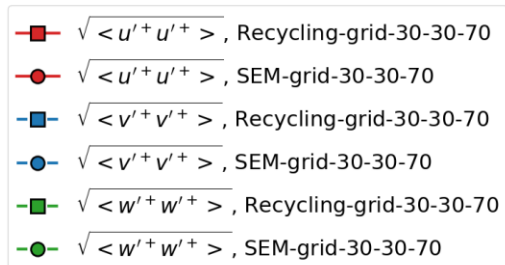 √<u′⁺u′⁺>, Recycling-grid-30-30-70
√<u′⁺u′⁺>, SEM-grid-30-30-70
√<v′⁺v′⁺>, Recycling-grid-30-30-70
√<v′⁺v′⁺>, SEM-grid-30-30-70
√<w′⁺w′⁺>, Recycling-grid-30-30-70
√<w′⁺w′⁺>, SEM-grid-30-30-70